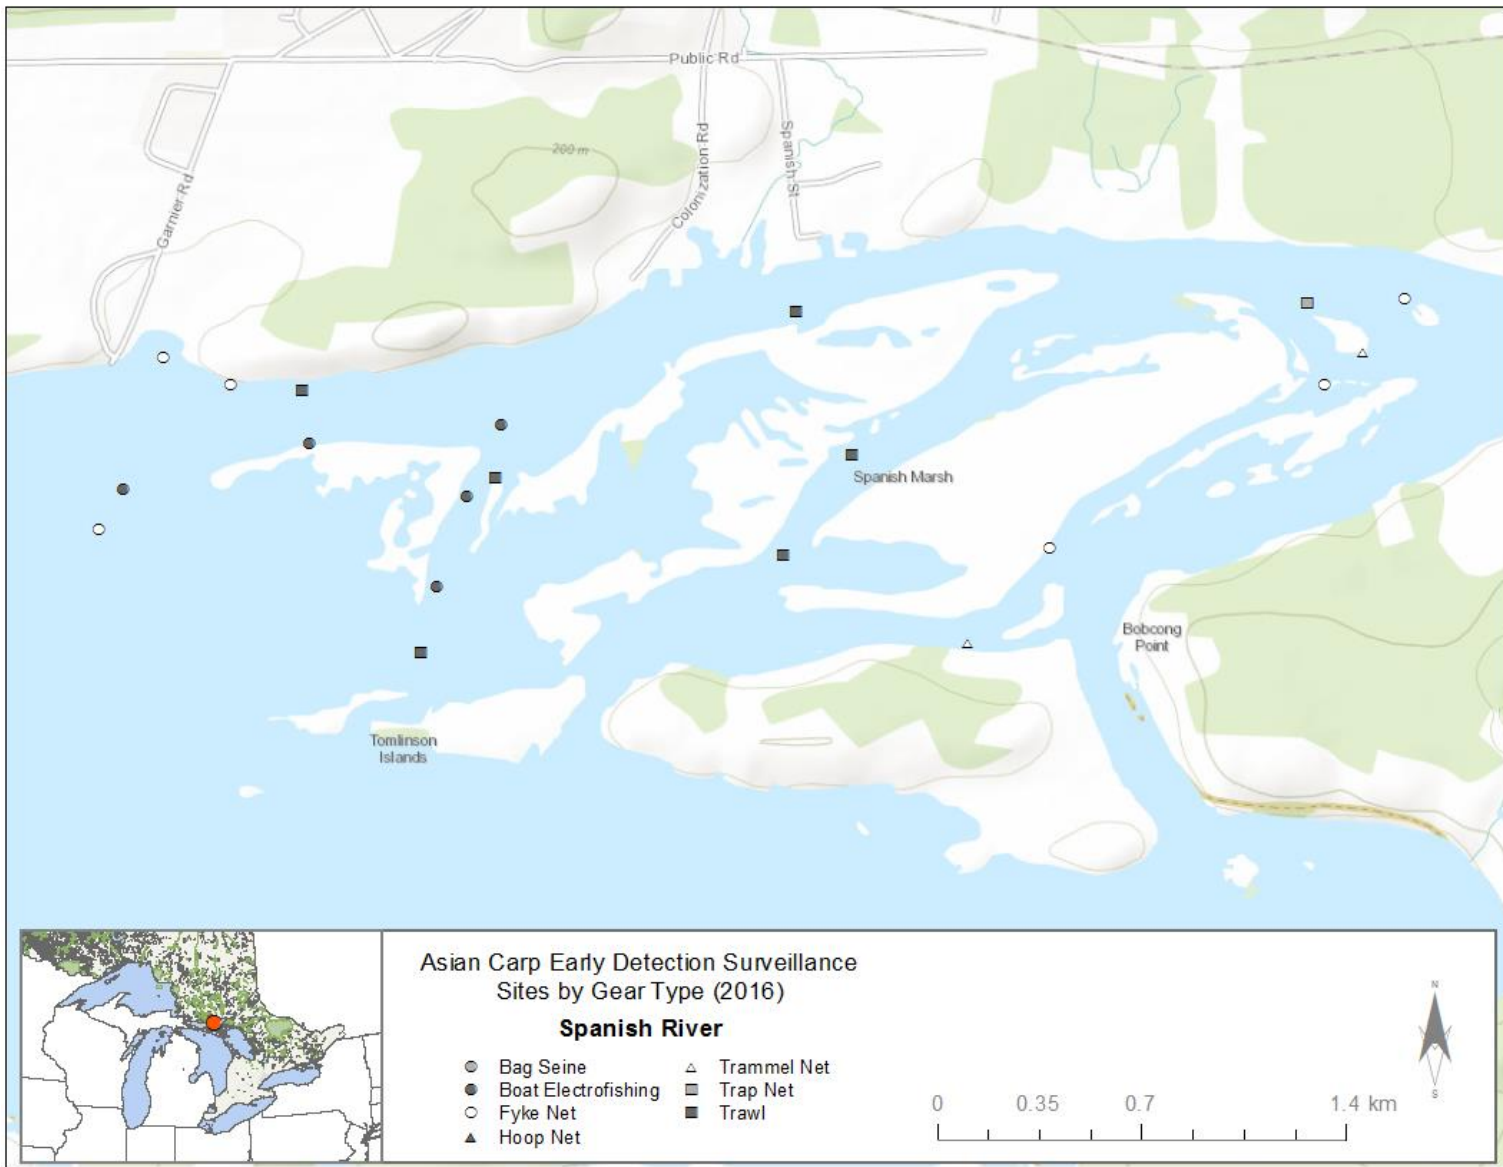 Public Rd
200 m
Colonization Rd
Spanish St
Garnier Rd
Spanish Marsh
Bobcong
Point
Tomlinson
Islands
Asian Carp Early Detection Surveillance
Sites by Gear Type (2016)
Spanish River
Bag Seine
Boat Electrofishing
Fyke Net
Hoop Net
Trammel Net
Trap Net
Trawl
0 0.35 0.7 1.4 km
N
S